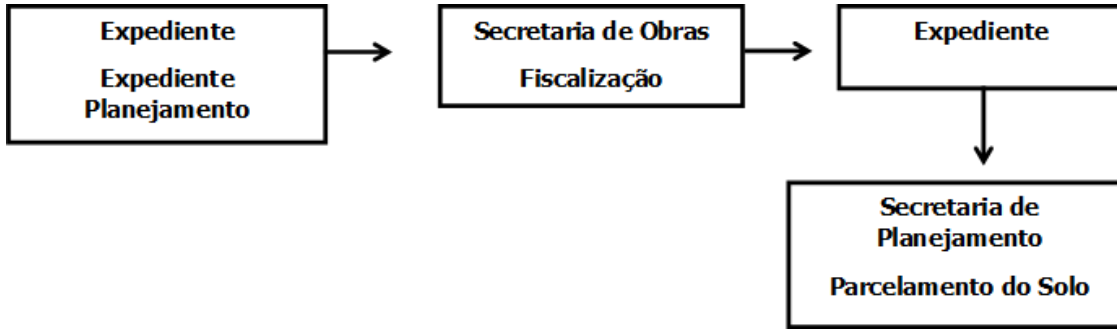 Expediente
Expediente
Planejamento
Secretaria de Obras
Fiscalização
Expediente
Secretaria de
Planejamento
Parcelamento do Solo